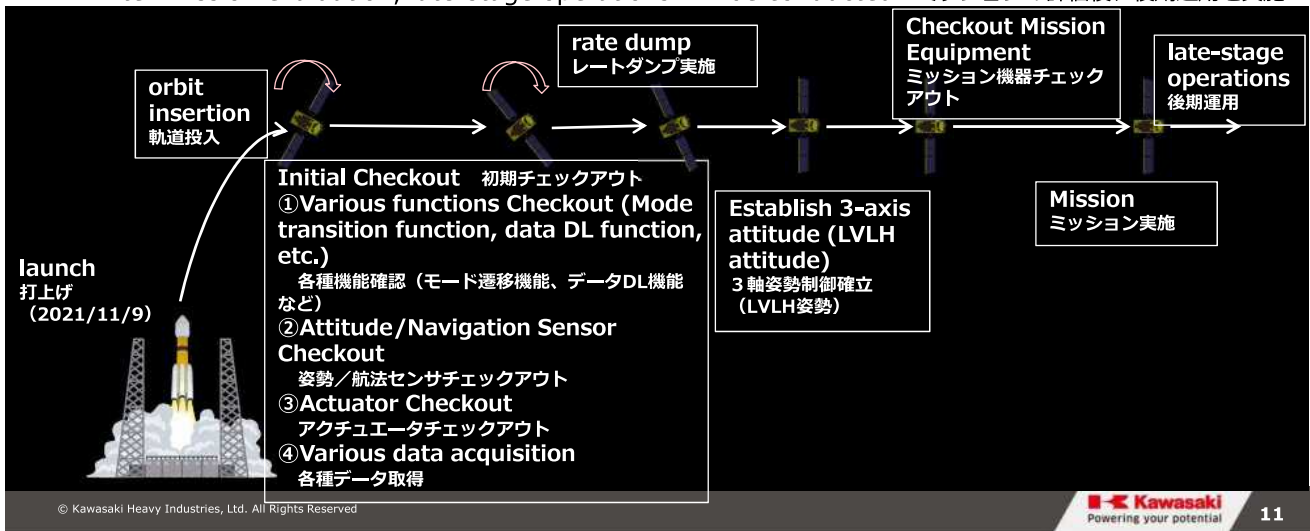 orbit
insertion
軌道投入
rate dump
レートダンプ実施
Checkout Mission
Equipment
ミッション機器チェック
アウト
late-stage
operations
後期運用
Initial Checkout 初期チェックアウト
①Various functions Checkout (Mode
transition function, data DL function,
etc.)
各種機能確認（モード遷移機能、データDL機能
など）
②Attitude/Navigation Sensor
Checkout
姿勢／航法センサチェックアウト
③Actuator Checkout
アクチュエータチェックアウト
④Various data acquisition
各種データ取得
Establish 3-axis
attitude (LVLH
attitude)
３軸姿勢制御確立
（LVLH姿勢）
Mission
ミッション実施
launch
打上げ
（2021/11/9）
© Kawasaki Heavy Industries, Ltd. All Rights Reserved
Kawasaki
Powering your potential
11